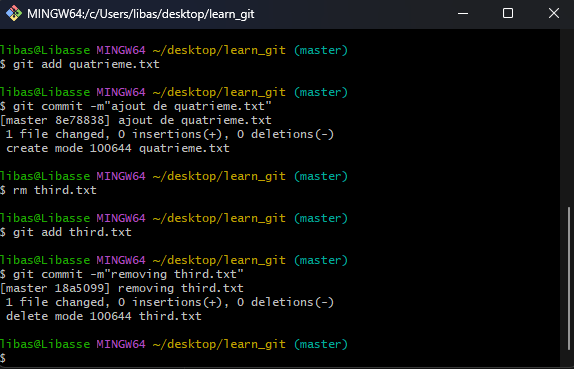 MINGW64:/c/Users/libas/desktop/learn_git
libas@Libasse MINGW64 ~/desktop/learn_git (master)
$ git add quatrieme.txt
libas@Libasse MINGW64 ~/desktop/learn_git (master)
$ git commit -m"ajout de quatrieme.txt"
[master 8e78838] ajout de quatrieme.txt
 1 file changed, 0 insertions(+), 0 deletions(-)
 create mode 100644 quatrieme.txt
libas@Libasse MINGW64 ~/desktop/learn_git (master)
$ rm third.txt
libas@Libasse MINGW64 ~/desktop/learn_git (master)
$ git add third.txt
libas@Libasse MINGW64 ~/desktop/learn_git (master)
$ git commit -m"removing third.txt"
[master 18a5099] removing third.txt
 1 file changed, 0 insertions(+), 0 deletions(-)
 delete mode 100644 third.txt
libas@Libasse MINGW64 ~/desktop/learn_git (master)
$